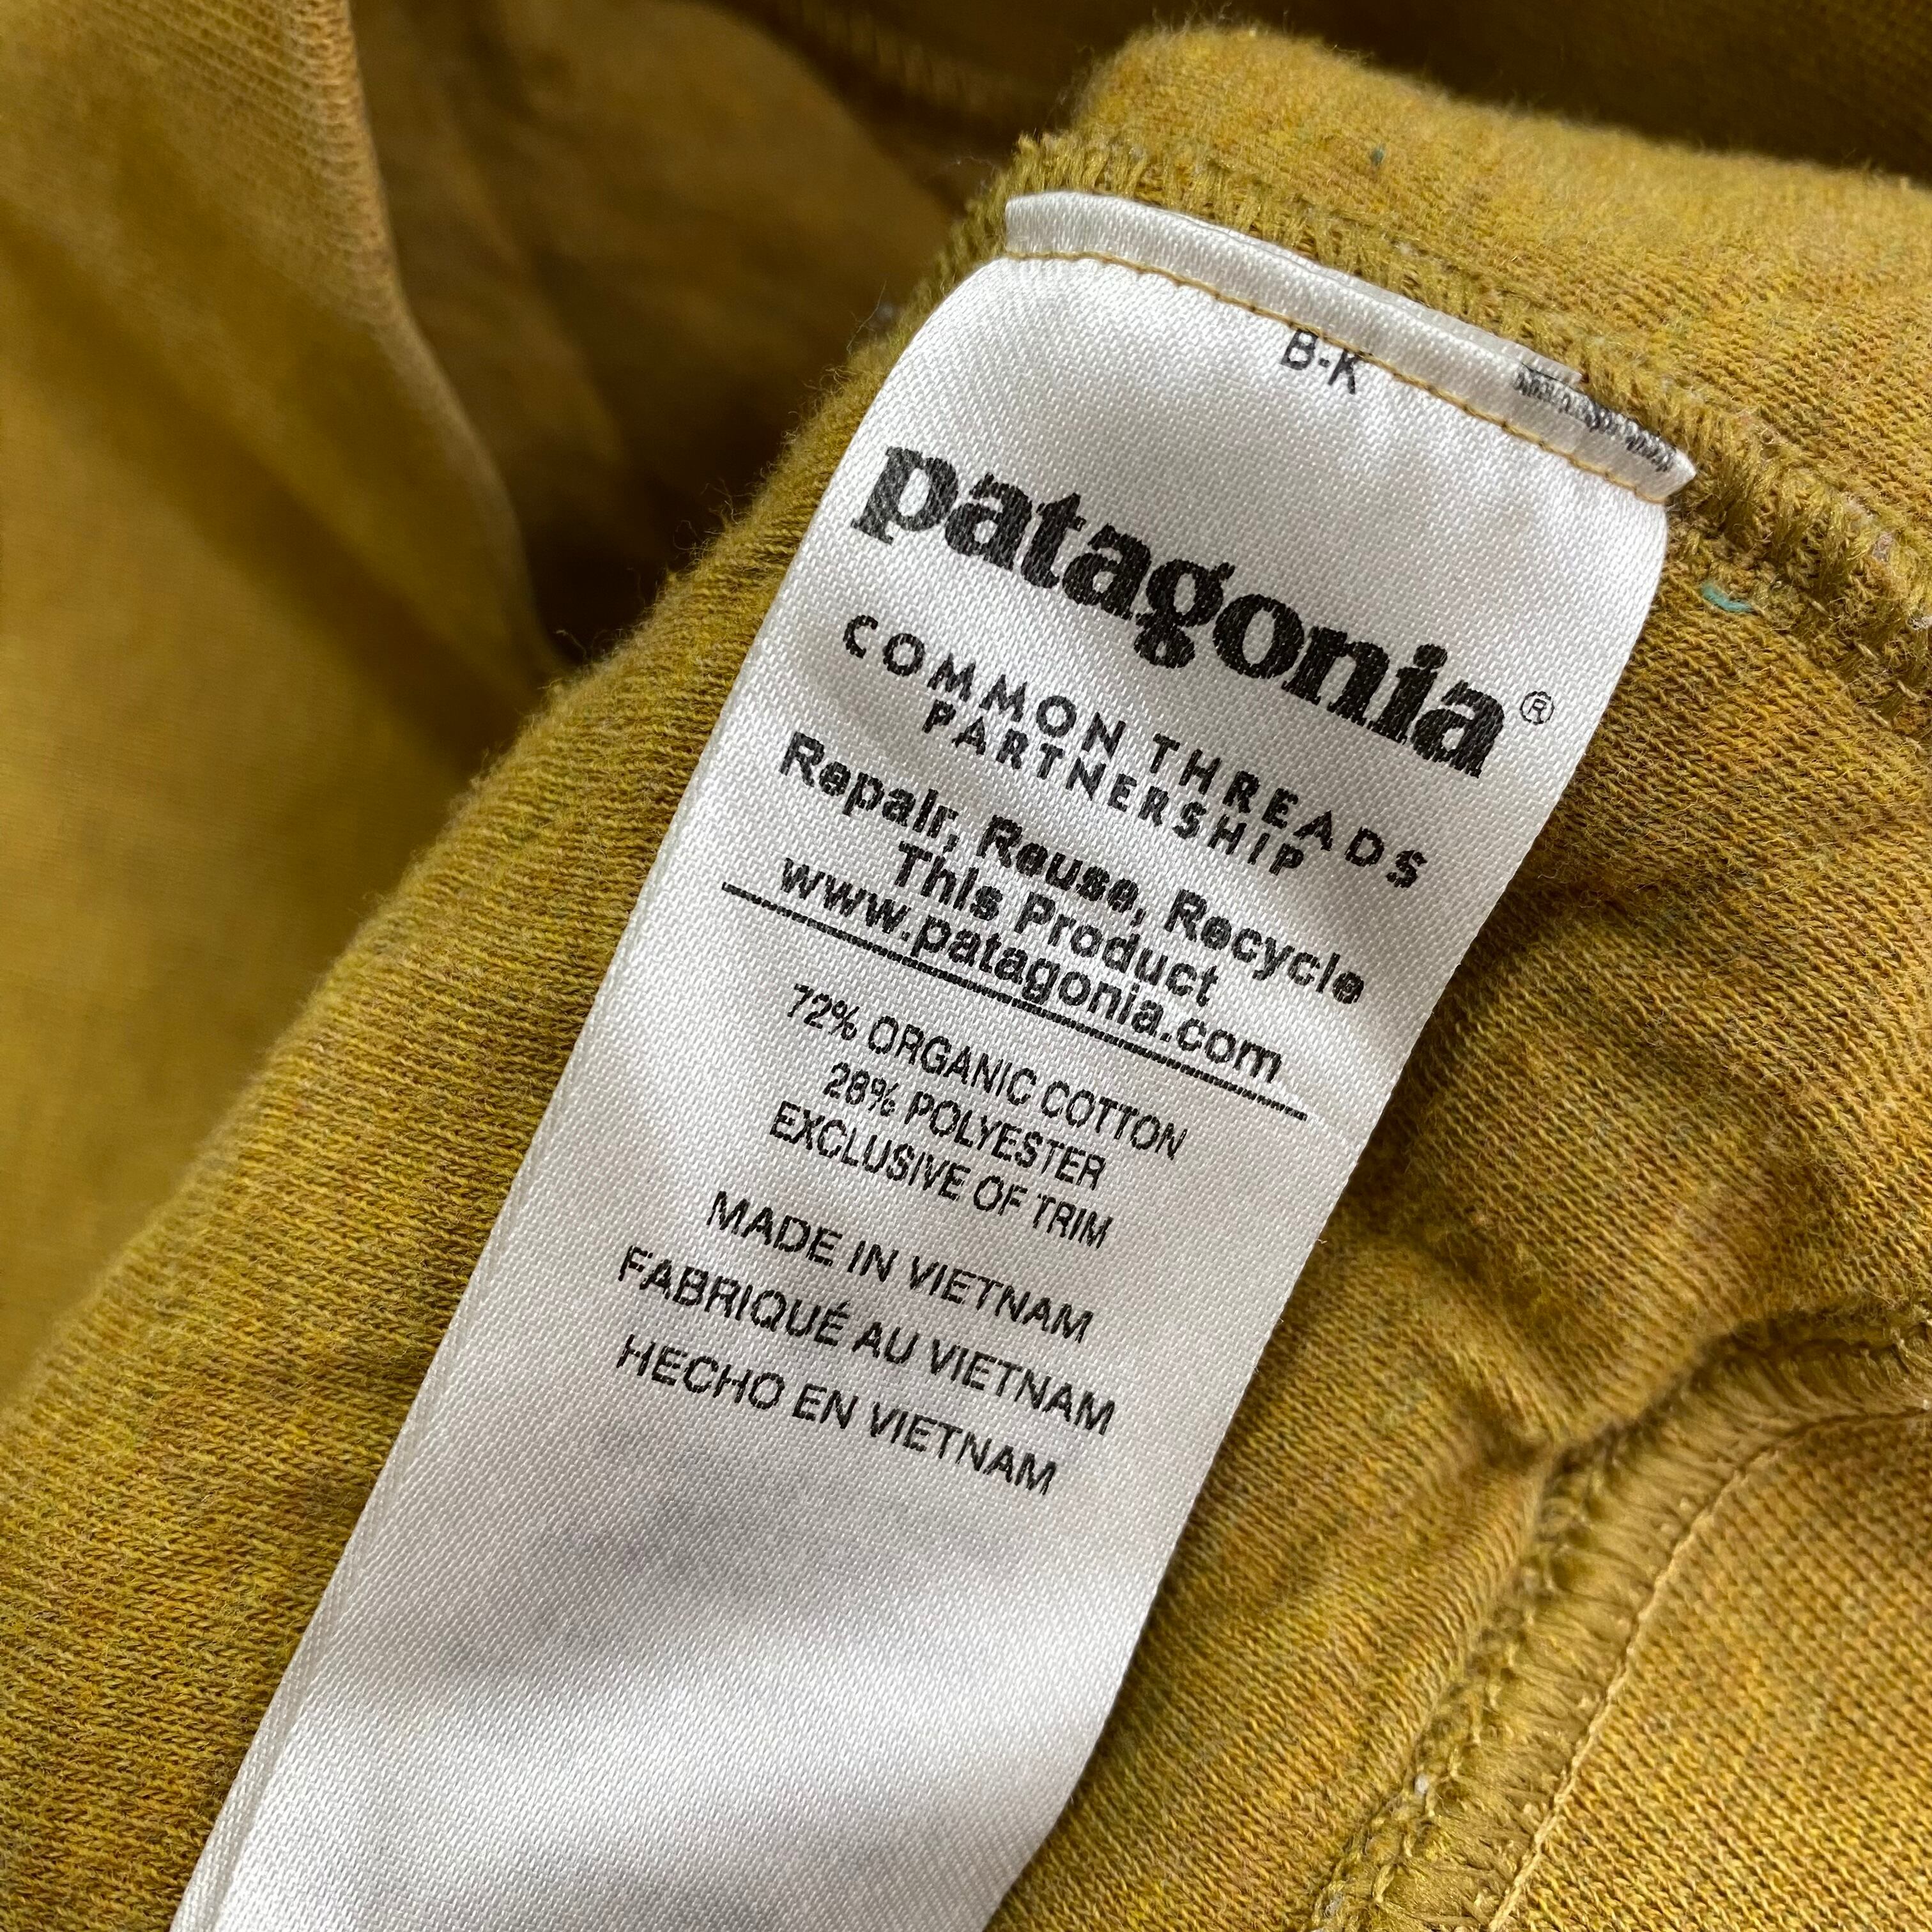 B-K
patagonia®
COMMON THREADS
PARTNERSHIP
Repair, Reuse, Recycle
This Product
www.patagonia.com
72% ORGANIC COTTON
28% POLYESTER
EXCLUSIVE OF TRIM
MADE IN VIETNAM
FABRIQUÉ AU VIETNAM
HECHO EN VIETNAM